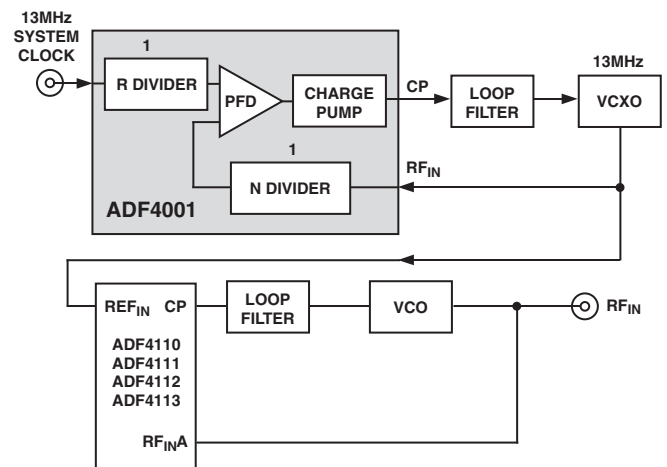 13MHz
SYSTEM
CLOCK
1
R DIVIDER
PFD
CHARGE
PUMP
CP
LOOP
FILTER
13MHz
VCXO
1
N DIVIDER
RFIN
ADF4001
REFIN CP
LOOP
FILTER
VCO
RFIN
ADF4110
ADF4111
ADF4112
ADF4113
RFINA